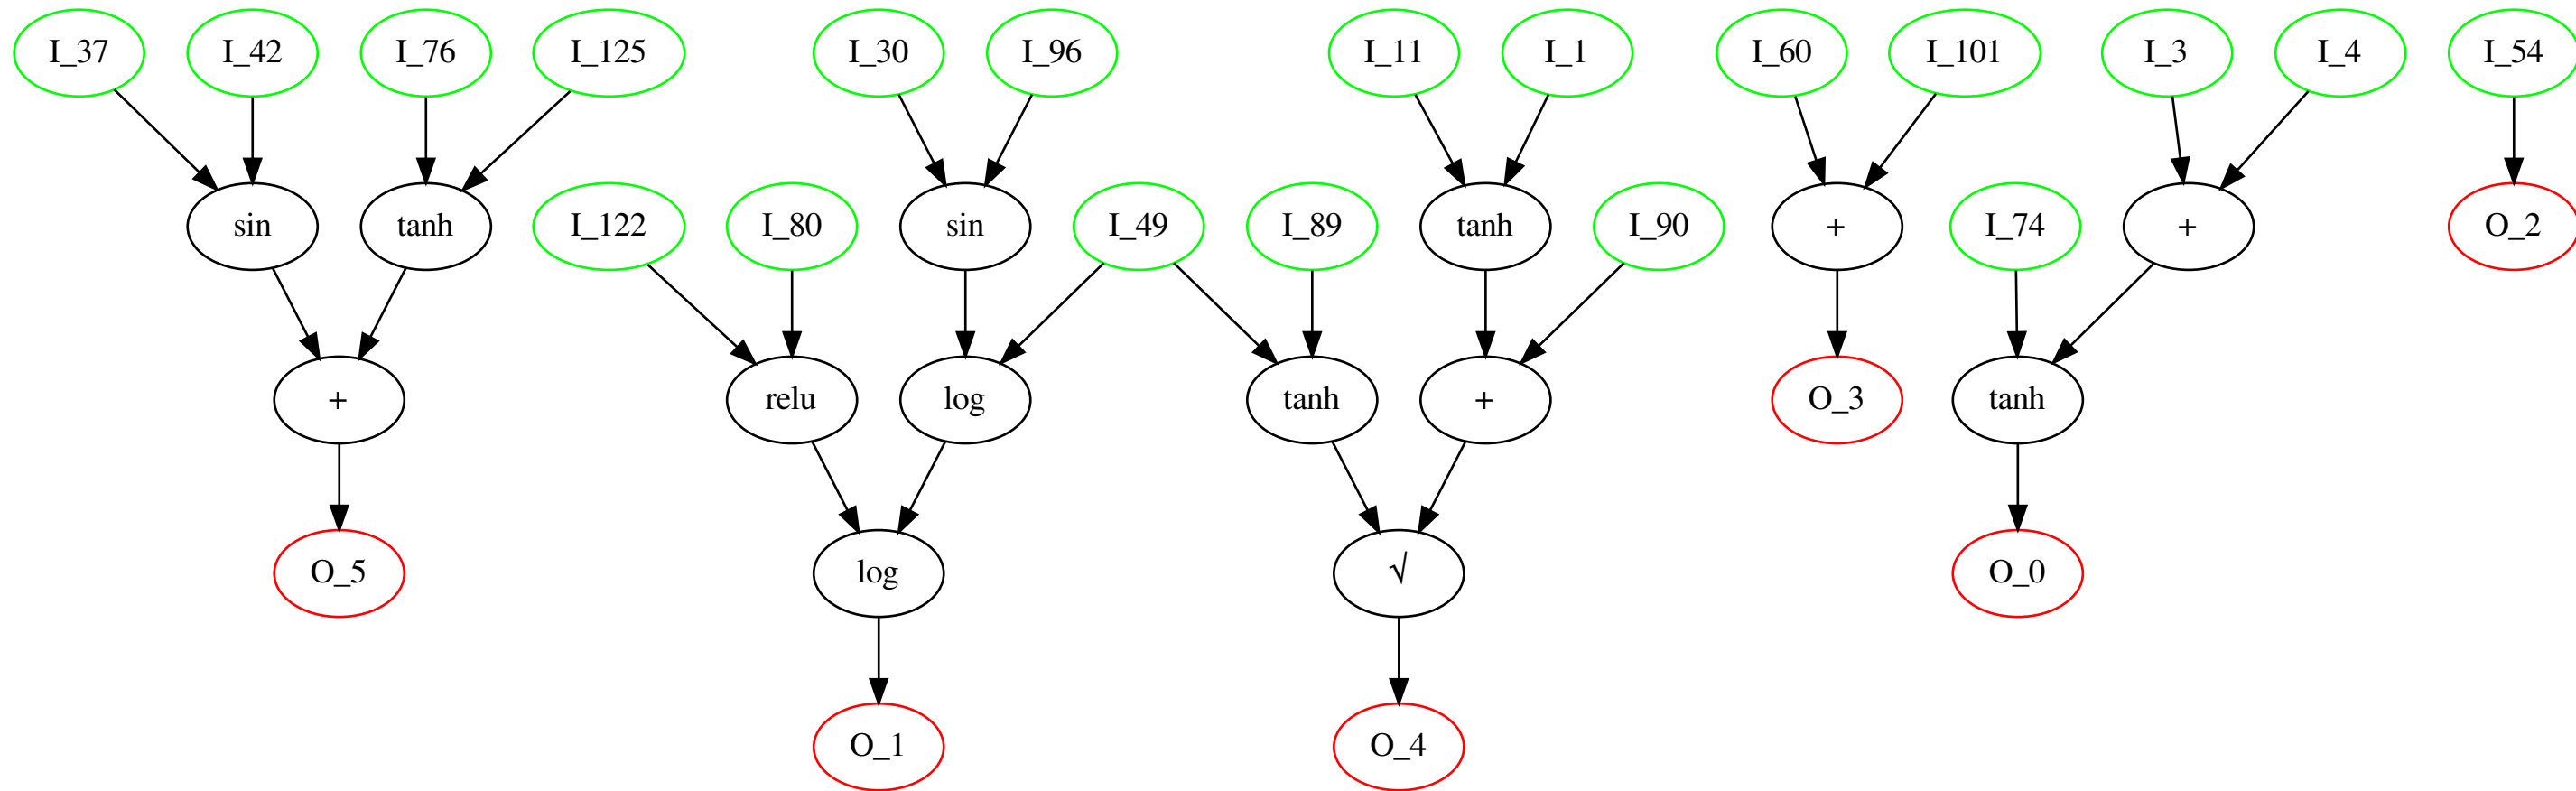 I_37 I_42 I_76 I_125 I_30 I_96 I_11 I_1 I_60 I_101 I_3 I_4 I_54
sin tanh I_122 I_80 sin I_49 I_89 tanh I_90 + I_74 + O_2
+ relu log tanh + O_3 tanh
O_5 log √ O_0
O_1 O_4